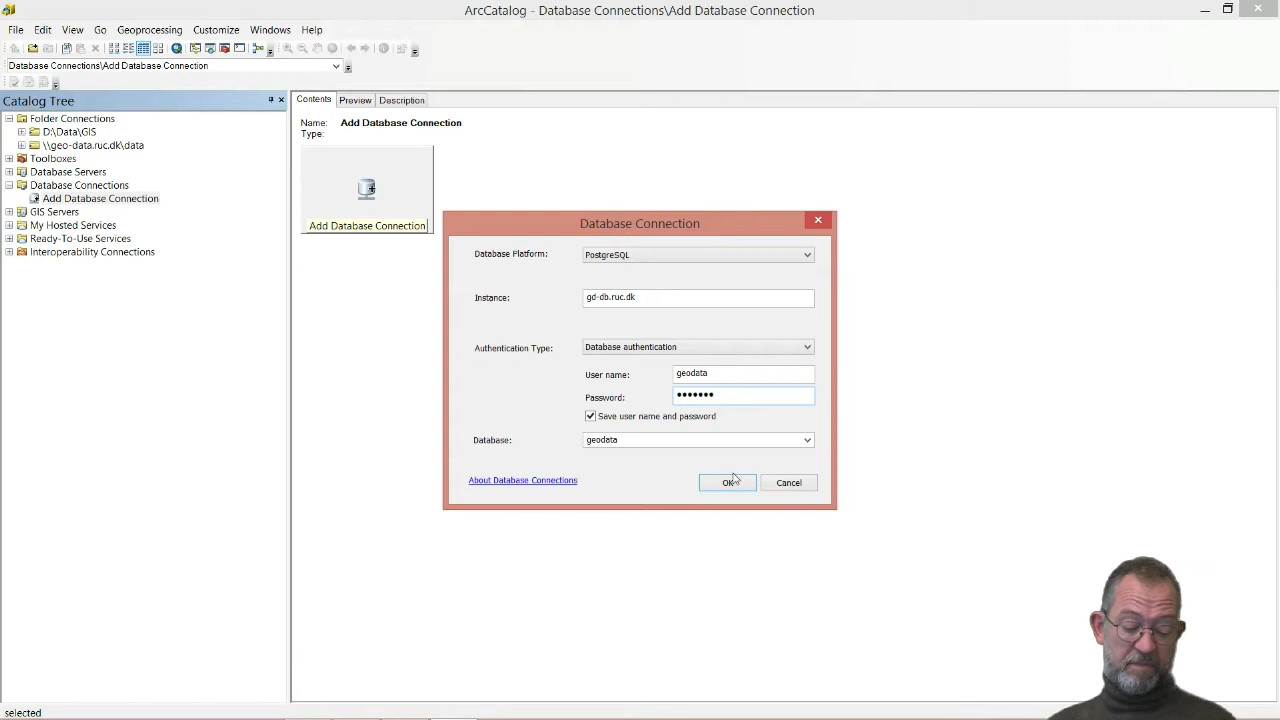 ArcCatalog - Database Connections\Add Database Connection
File Edit View Go Geoprocessing Customize Windows Help
Database Connections\Add Database Connection
Catalog Tree
Folder Connections
D:\Data\GIS
\\geo-data.ruc.dk\data
Toolboxes
Database Servers
Database Connections
Add Database Connection
GIS Servers
My Hosted Services
Ready-To-Use Services
Interoperability Connections
Contents Preview Description
Name: Add Database Connection
Type:
Add Database Connection
Database Connection
Database Platform: PostgreSQL
Instance: gd-db.ruc.dk
Authentication Type: Database authentication
User name: geodata
Password: •••••••
Save user name and password
Database: geodata
About Database Connections OK Cancel
selected